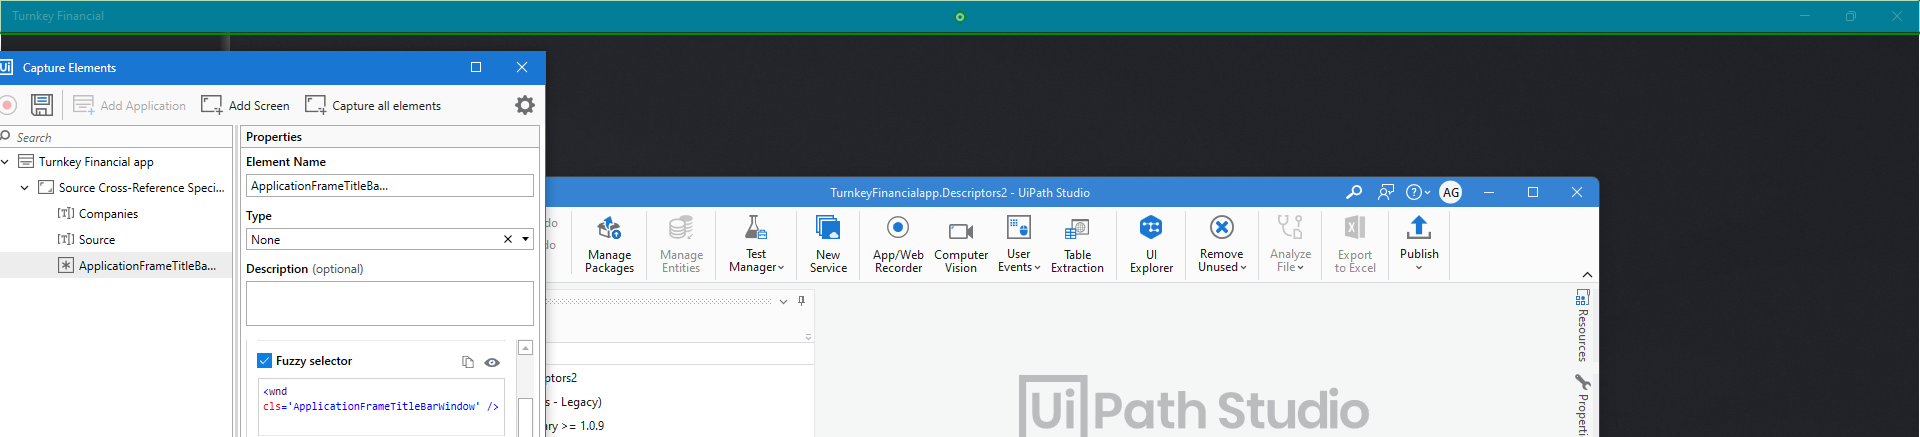 Turnkey Financial
Ui Capture Elements
Add Application Add Screen Capture all elements
Search
Turnkey Financial app
Source Cross-Reference Speci...
Companies
Source
ApplicationFrameTitleBa...
Properties
Element Name
ApplicationFrameTitleBa...
Type
None
Description (optional)
Fuzzy selector
<wnd
cls='ApplicationFrameTitleBarWindow' />
TurnkeyFinancialapp.Descriptors2 - UiPath Studio
AG
do
do
Manage
Packages
Manage
Entities
Test
Manager
New
Service
App/Web
Recorder
Computer
Vision
User
Events
Table
Extraction
UI
Explorer
Remove
Unused
Analyze
File
Export
to Excel
Publish
ptors2
s - Legacy)
ary >= 1.0.9
Ui Path Studio
Resources
Properti